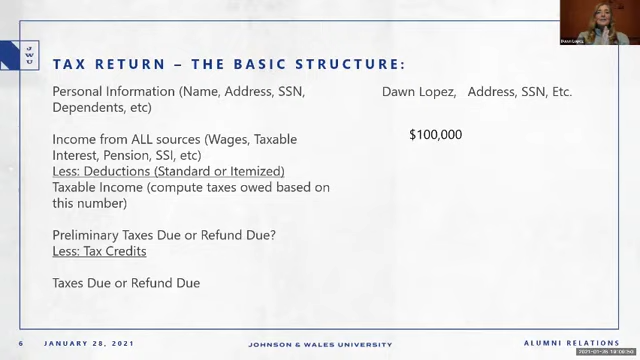 JWU
TAX RETURN – THE BASIC STRUCTURE:
Personal Information (Name, Address, SSN,
Dependents, etc)
Dawn Lopez, Address, SSN, Etc.
Income from ALL sources (Wages, Taxable
Interest, Pension, SSI, etc)
$100,000
Less: Deductions (Standard or Itemized)
Taxable Income (compute taxes owed based on
this number)
Preliminary Taxes Due or Refund Due?
Less: Tax Credits
Taxes Due or Refund Due
6 JANUARY 28, 2021
JOHNSON & WALES UNIVERSITY
ALUMNI RELATIONS